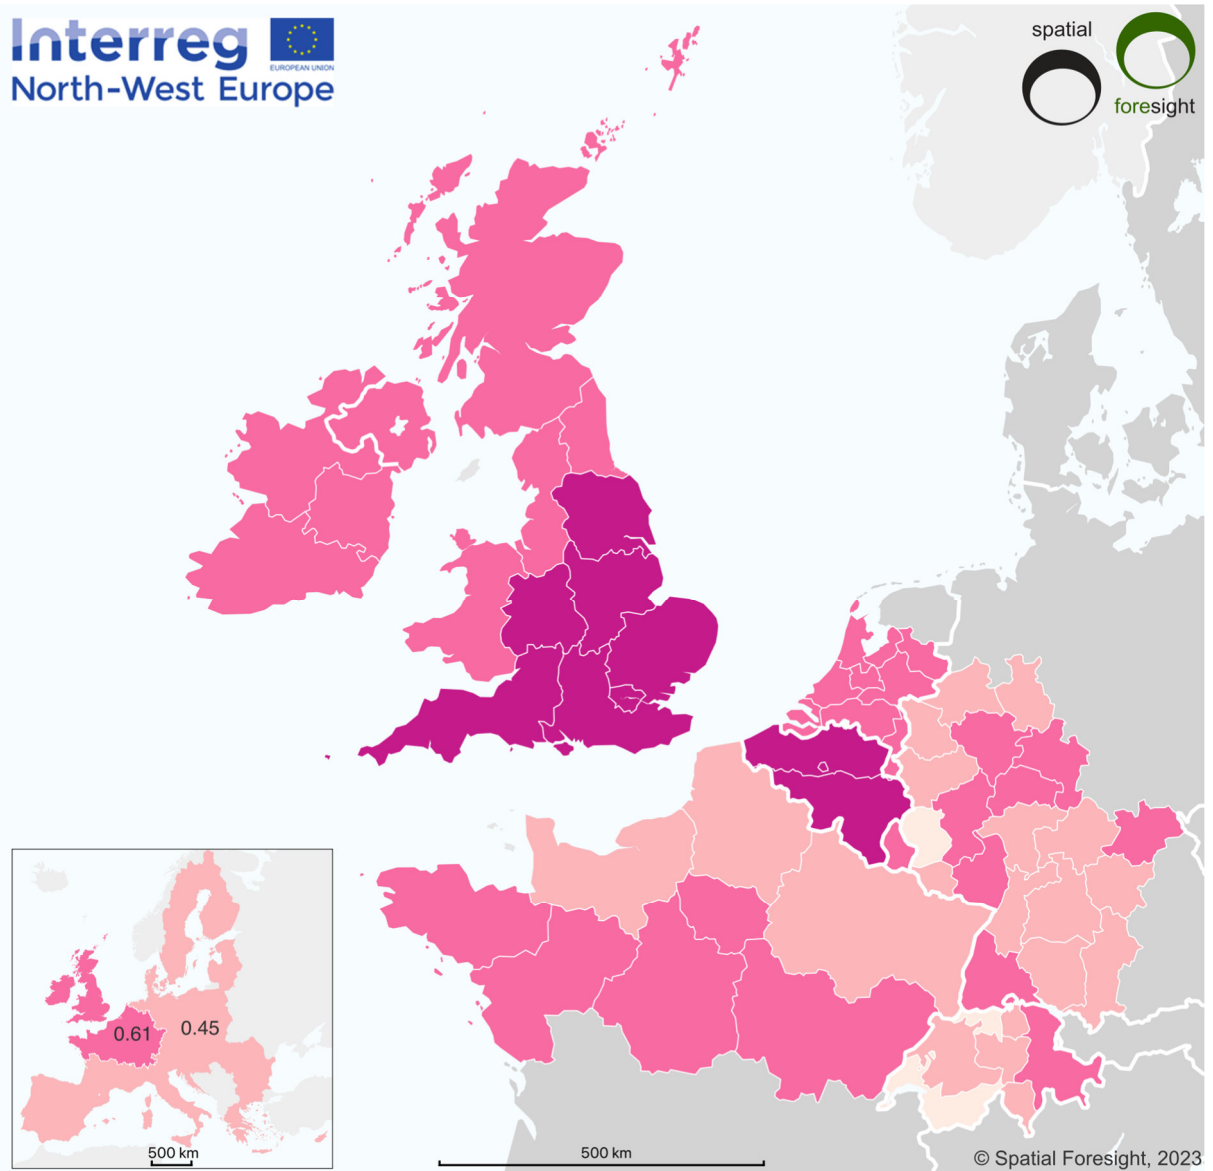 Interreg
EUROPEAN UNION
North-West Europe
spatial
foresight
0.61
0.45
500 km
500 km
© Spatial Foresight, 2023